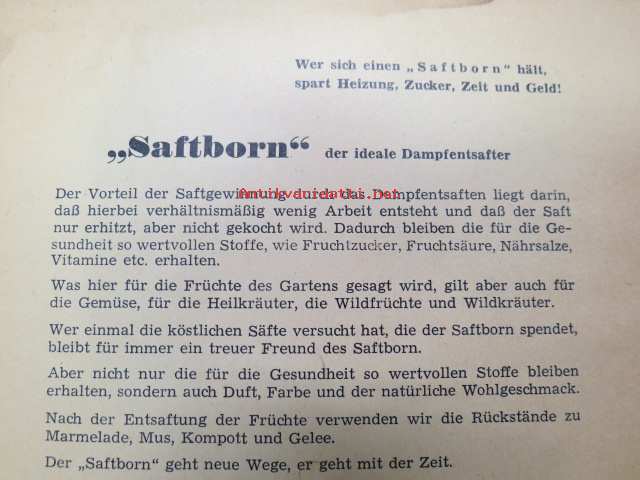 Wer sich einen „Saftborn“ hält,
spart Heizung, Zucker, Zeit und Geld!
„Saftborn“ der ideale Dampfentsafter
Der Vorteil der Saftgewinnung durch das Dampfentsaften liegt darin,
daß hierbei verhältnismäßig wenig Arbeit entsteht und daß der Saft
nur erhitzt, aber nicht gekocht wird. Dadurch bleiben die für die Ge-
sundheit so wertvollen Stoffe, wie Fruchtzucker, Fruchtsäure, Nährsalze,
Vitamine etc. erhalten.
Was hier für die Früchte des Gartens gesagt wird, gilt aber auch für
die Gemüse, für die Heilkräuter, die Wildfrüchte und Wildkräuter.
Wer einmal die köstlichen Säfte versucht hat, die der Saftborn spendet,
bleibt für immer ein treuer Freund des Saftborn.
Aber nicht nur die für die Gesundheit so wertvollen Stoffe bleiben
erhalten, sondern auch Duft, Farbe und der natürliche Wohlgeschmack.
Nach der Entsaftung der Früchte verwenden wir die Rückstände zu
Marmelade, Mus, Kompott und Gelee.
Der „Saftborn“ geht neue Wege, er geht mit der Zeit.